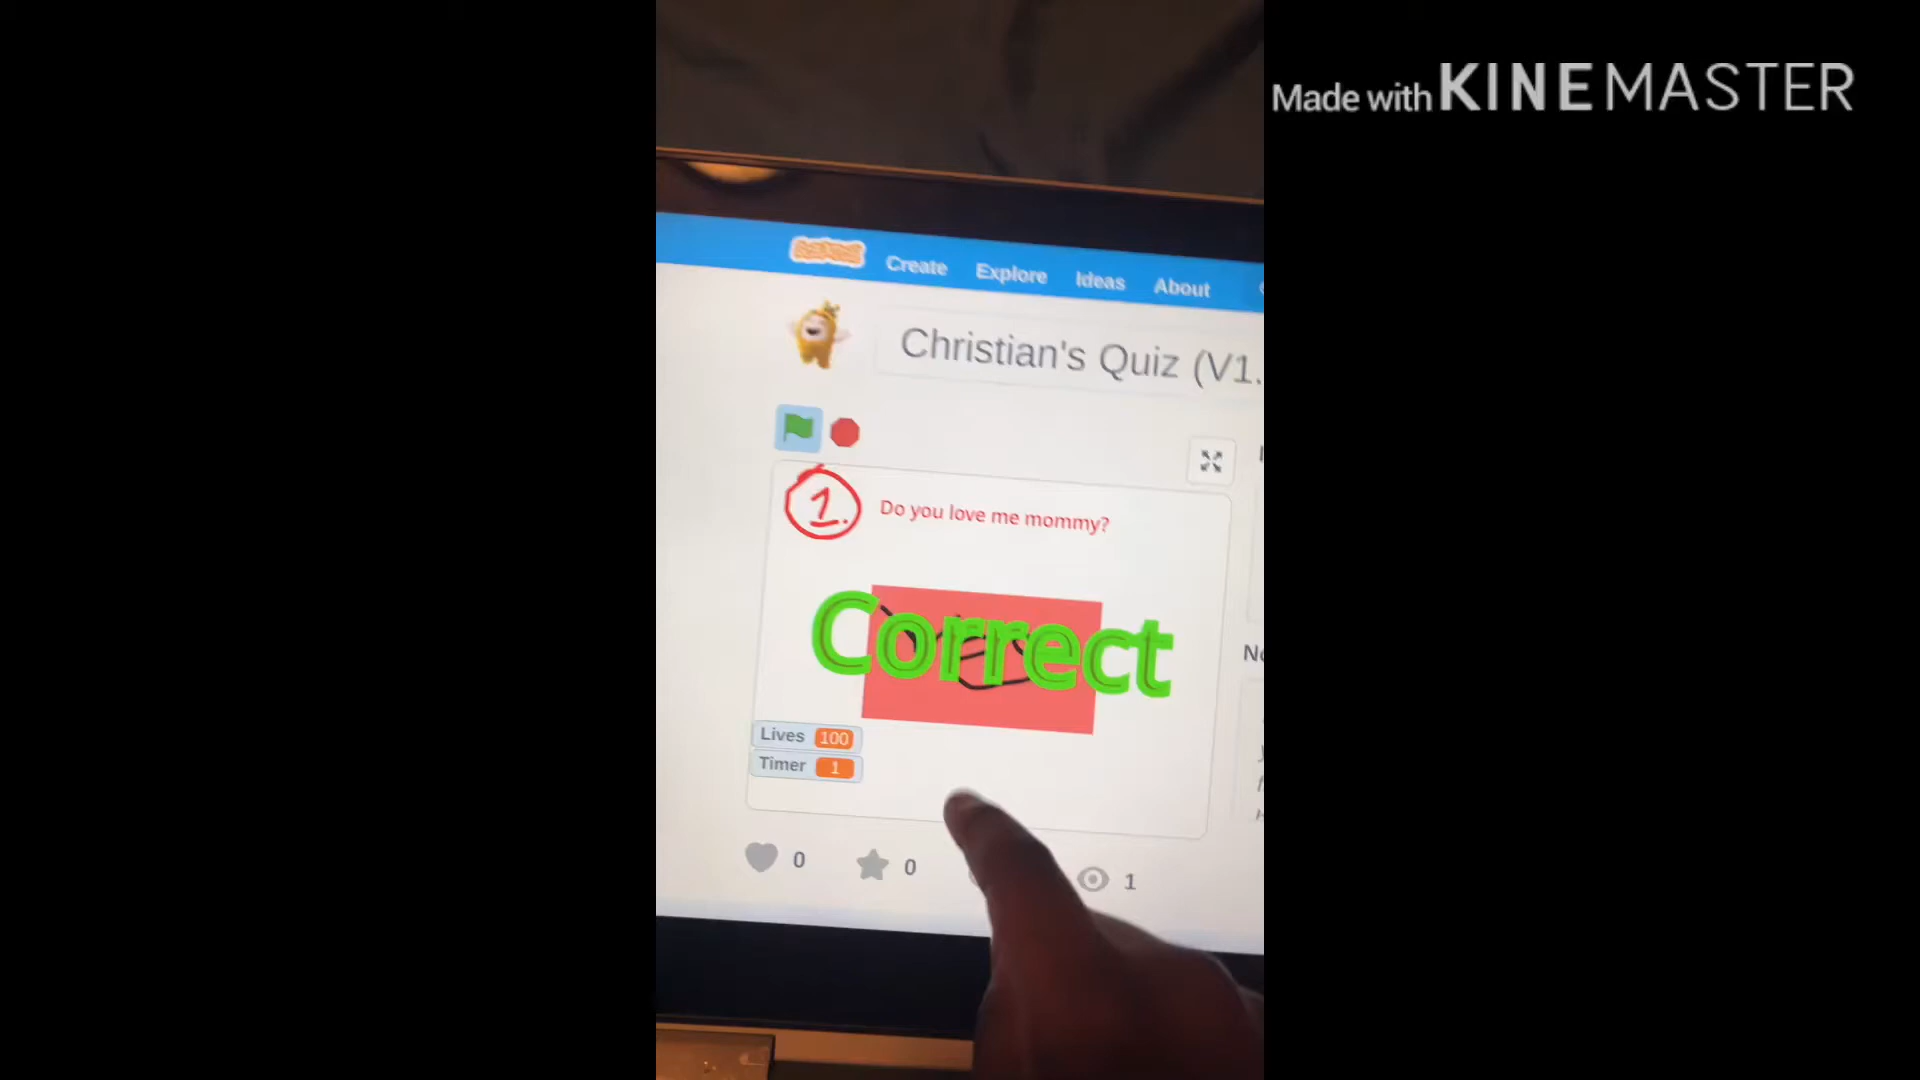 Made with KINEMASTER
Create Explore Ideas About
Christian's Quiz (V1.
1. Do you love me mommy?
Correct
Lives 100
Timer 1
0 0 1